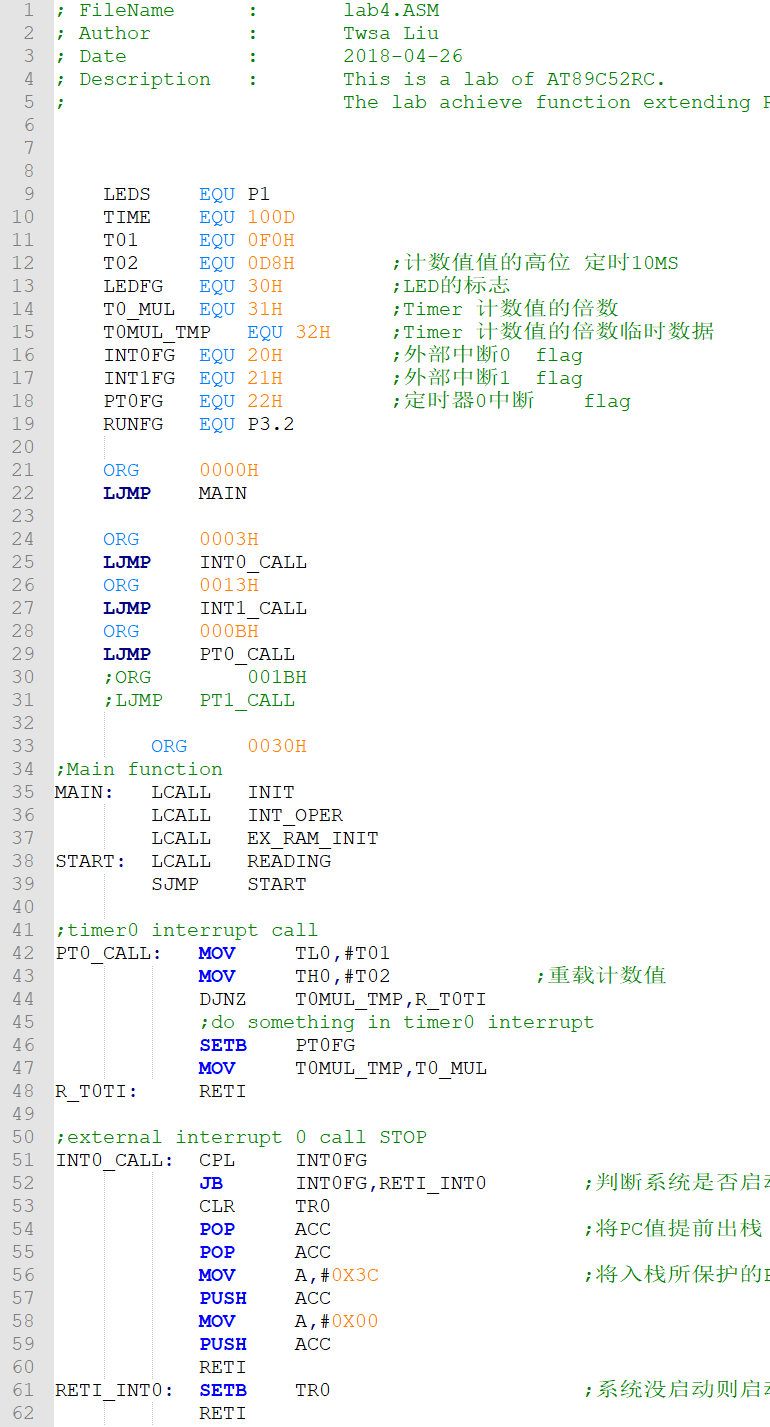 1 ; FileName : lab4.ASM
2 ; Author : Twsa Liu
3 ; Date : 2018-04-26
4 ; Description : This is a lab of AT89C52RC.
5 ; The lab achieve function extending
6
7
8
9 LEDS EQU P1
10 TIME EQU 100D
11 T01 EQU 0F0H
12 T02 EQU 0D8H ;计数值值的高位 定时10MS
13 LEDFG EQU 30H ;LED的标志
14 T0_MUL EQU 31H ;Timer 计数值的倍数
15 T0MUL_TMP EQU 32H ;Timer 计数值的倍数临时数据
16 INT0FG EQU 20H ;外部中断0 flag
17 INT1FG EQU 21H ;外部中断1 flag
18 PT0FG EQU 22H ;定时器0中断 flag
19 RUNFG EQU P3.2
20
21 ORG 0000H
22 LJMP MAIN
23
24 ORG 0003H
25 LJMP INT0_CALL
26 ORG 0013H
27 LJMP INT1_CALL
28 ORG 000BH
29 LJMP PT0_CALL
30 ;ORG 001BH
31 ;LJMP PT1_CALL
32
33 ORG 0030H
34 ;Main function
35 MAIN: LCALL INIT
36 LCALL INT_OPER
37 LCALL EX_RAM_INIT
38 START: LCALL READING
39 SJMP START
40
41 ;timer0 interrupt call
42 PT0_CALL: MOV TL0,#T01
43 MOV TH0,#T02 ;重载计数值
44 DJNZ T0MUL_TMP,R_T0TI
45 ;do something in timer0 interrupt
46 SETB PT0FG
47 MOV T0MUL_TMP,T0_MUL
48 R_T0TI: RETI
49
50 ;external interrupt 0 call STOP
51 INT0_CALL: CPL INT0FG
52 JB INT0FG,RETI_INT0 ;判断系统是否启
53 CLR TR0
54 POP ACC ;将PC值提前出栈
55 POP ACC
56 MOV A,#0X3C ;将入栈所保护的
57 PUSH ACC
58 MOV A,#0X00
59 PUSH ACC
60 RETI
61 RETI_INT0: SETB TR0 ;系统没启动则启
62 RETI